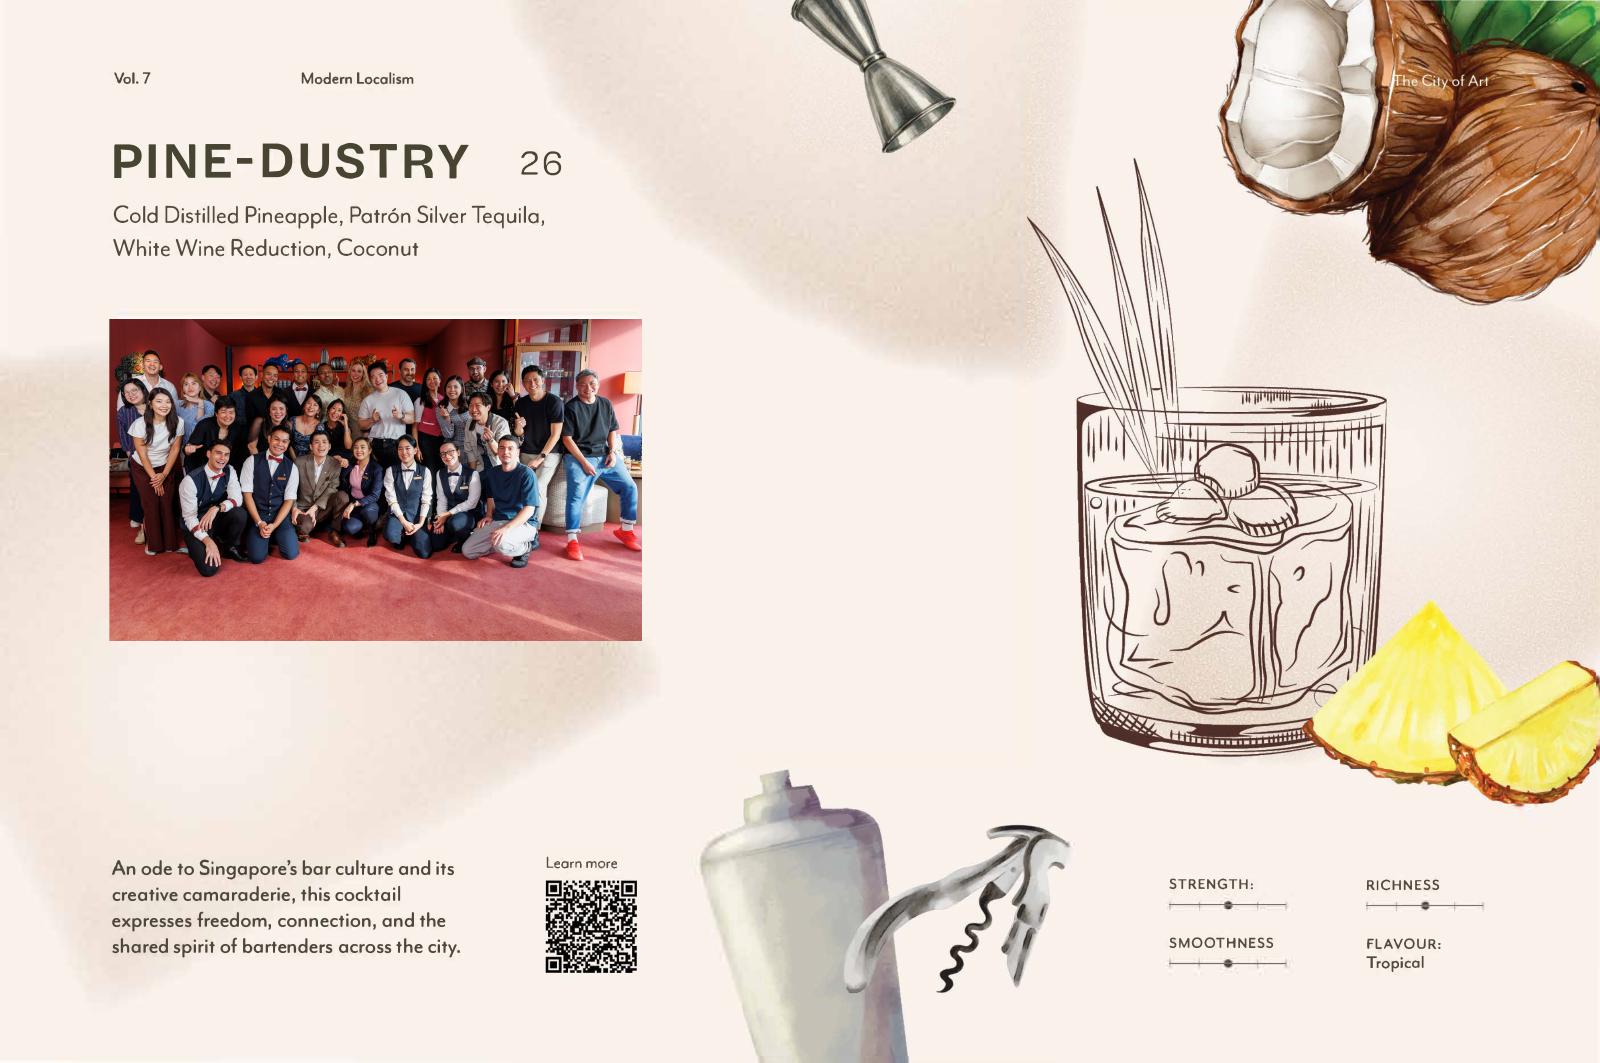 Vol. 7
Modern Localism
The City of Art
PINE-DUSTRY 26
Cold Distilled Pineapple, Patrón Silver Tequila,
White Wine Reduction, Coconut
An ode to Singapore's bar culture and its
creative camaraderie, this cocktail
expresses freedom, connection, and the
shared spirit of bartenders across the city.
Learn more
STRENGTH:
RICHNESS
SMOOTHNESS
FLAVOUR:
Tropical